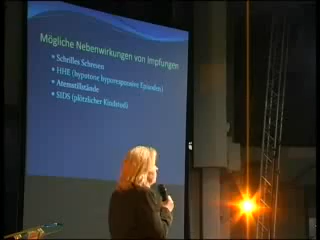 Mögliche Nebenwirkungen von Impfungen
• Schrilles Schreien
• HHE (hypotone hyporesponsive Episoden)
• Atemstillstände
• SIDS (plötzlicher Kindstod)